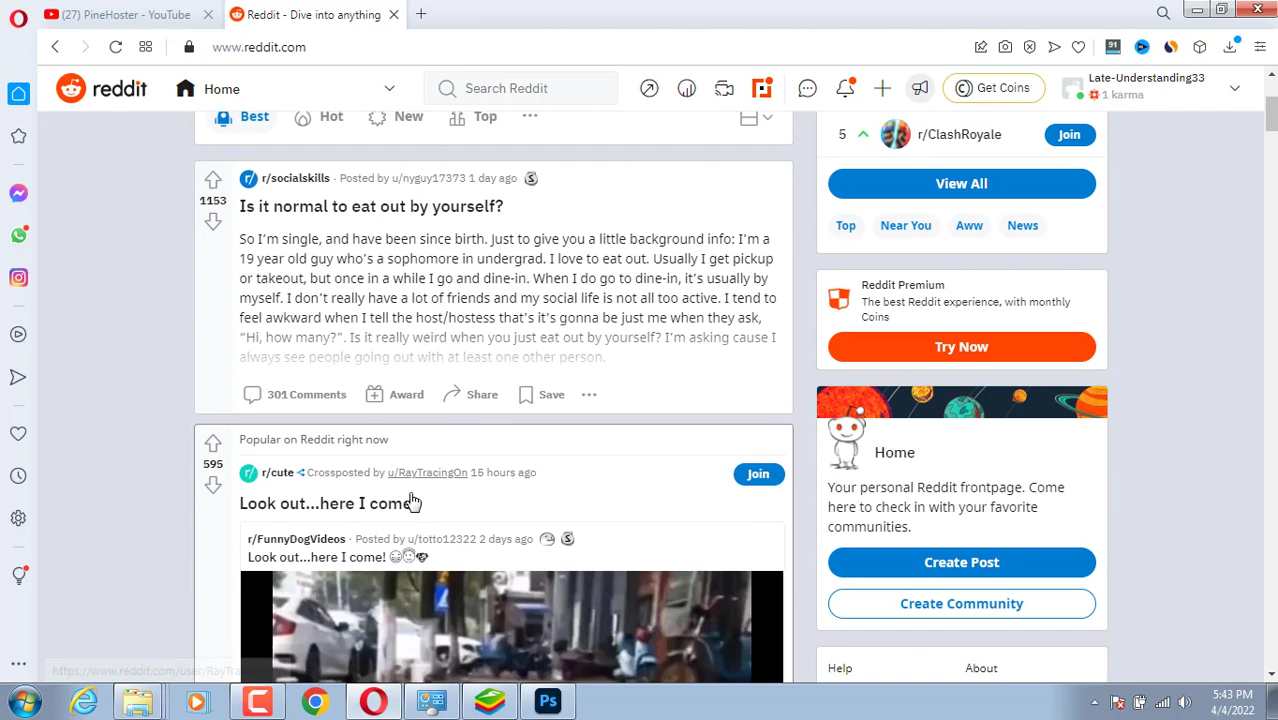 (27) PineHoster - YouTube
Reddit - Dive into anything
www.reddit.com
91
reddit
Home
Search Reddit
Get Coins
Late-Understanding33
1 karma
Best
Hot
New
Top
5
r/ClashRoyale
Join
View All
Top
Near You
Aww
News
r/socialskills · Posted by u/nyguy17373 1 day ago
1153
Is it normal to eat out by yourself?
So I'm single, and have been since birth. Just to give you a little background info: I'm a
19 year old guy who's a sophomore in undergrad. I love to eat out. Usually I get pickup
or takeout, but once in a while I go and dine-in. When I do go to dine-in, it's usually by
myself. I don't really have a lot of friends and my social life is not all too active. I tend to
feel awkward when I tell the host/hostess that's it's gonna be just me when they ask,
"Hi, how many?". Is it really weird when you just eat out by yourself? I'm asking cause I
always see people going out with at least one other person.
301 Comments
Award
Share
Save
Reddit Premium
The best Reddit experience, with monthly
Coins
Try Now
Popular on Reddit right now
595
r/cute
Crossposted by u/RayTracingOn 15 hours ago
Join
Look out...here I come
r/FunnyDogVideos · Posted by u/totto12322 2 days ago
Look out...here I come!
Home
Your personal Reddit frontpage. Come
here to check in with your favorite
communities.
Create Post
Create Community
Help
About
https://www.reddit.com/user/RayTra
Ps
5:43 PM
4/4/2022